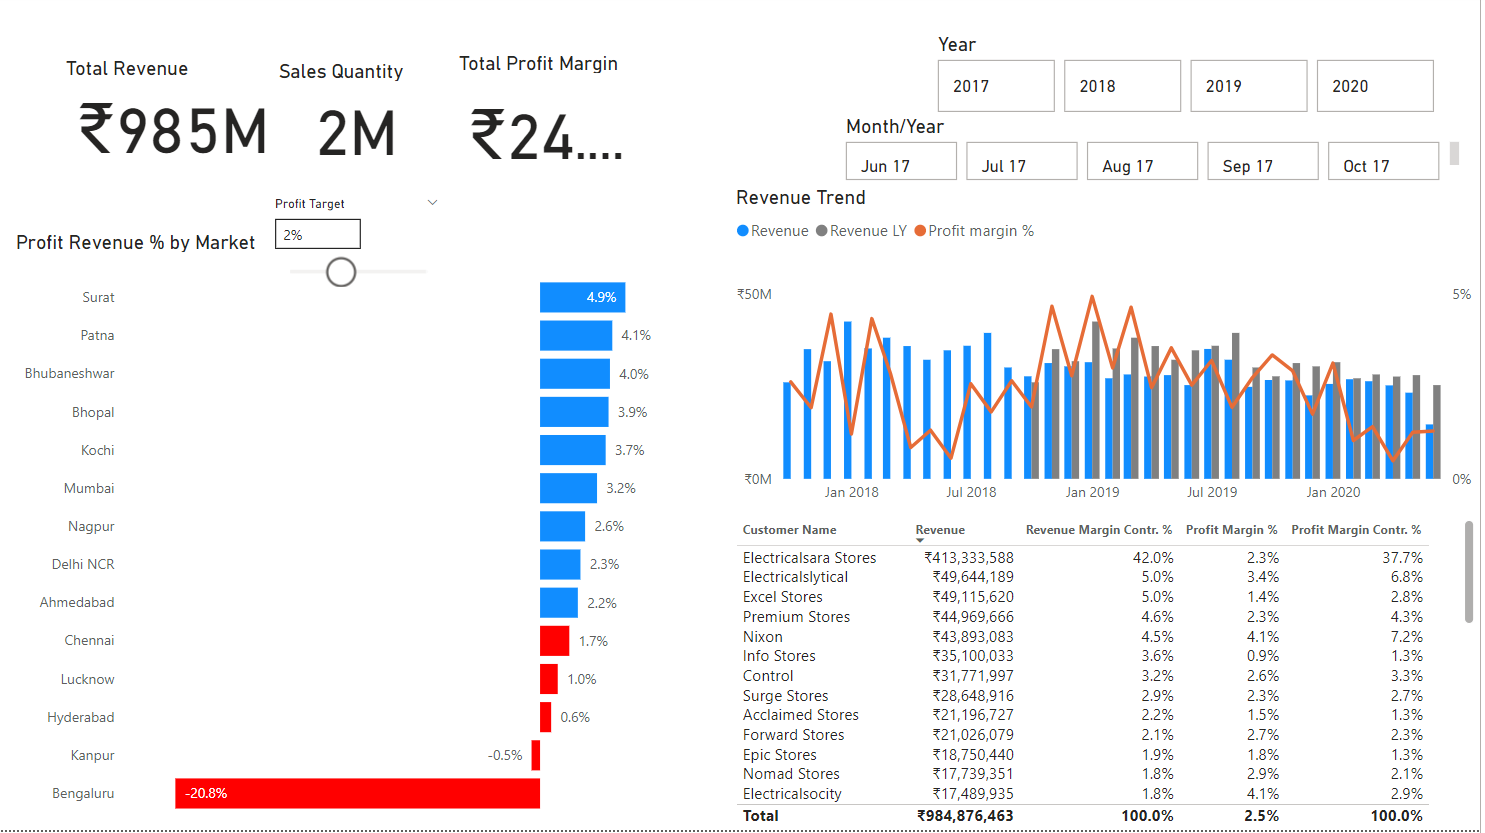 Total Revenue
₹985M
Sales Quantity
2M
Total Profit Margin
₹24....
Year
2017 2018 2019 2020
Month/Year
Jun 17 Jul 17 Aug 17 Sep 17 Oct 17
Profit Target
2%
Profit Revenue % by Market
Surat 4.9%
Patna 4.1%
Bhubaneshwar 4.0%
Bhopal 3.9%
Kochi 3.7%
Mumbai 3.2%
Nagpur 2.6%
Delhi NCR 2.3%
Ahmedabad 2.2%
Chennai 1.7%
Lucknow 1.0%
Hyderabad 0.6%
Kanpur -0.5%
Bengaluru -20.8%
Revenue Trend
Revenue Revenue LY Profit margin %
₹50M 5%
₹0M 0%
Jan 2018 Jul 2018 Jan 2019 Jul 2019 Jan 2020
Customer Name Revenue Revenue Margin Contr. % Profit Margin % Profit Margin Contr. %
Electricalsara Stores ₹413,333,588 42.0% 2.3% 37.7%
Electricalslytical ₹49,644,189 5.0% 3.4% 6.8%
Excel Stores ₹49,115,620 5.0% 1.4% 2.8%
Premium Stores ₹44,969,666 4.6% 2.3% 4.3%
Nixon ₹43,893,083 4.5% 4.1% 7.2%
Info Stores ₹35,100,033 3.6% 0.9% 1.3%
Control ₹31,771,997 3.2% 2.6% 3.3%
Surge Stores ₹28,648,916 2.9% 2.3% 2.7%
Acclaimed Stores ₹21,196,727 2.2% 1.5% 1.3%
Forward Stores ₹21,026,079 2.1% 2.7% 2.3%
Epic Stores ₹18,750,440 1.9% 1.8% 1.3%
Nomad Stores ₹17,739,351 1.8% 2.9% 2.1%
Electricalsocity ₹17,489,935 1.8% 4.1% 2.9%
Total ₹984,876,463 100.0% 2.5% 100.0%